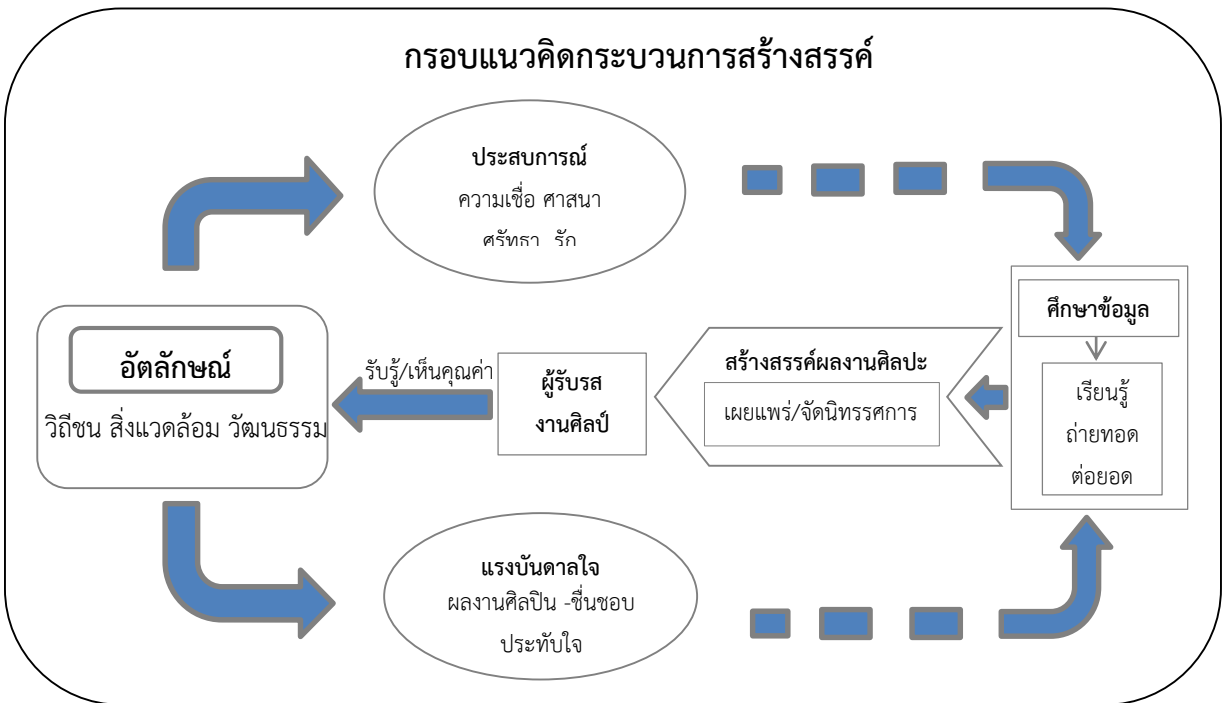 กรอบแนวคิดกระบวนการสร้างสรรค์
ประสบการณ์
ความเชื่อ ศาสนา
ศรัทธา รัก
ศึกษาข้อมูล
เรียนรู้
ถ่ายทอด
ต่อยอด
สร้างสรรค์ผลงานศิลปะ
เผยแพร่/จัดนิทรรศการ
ผู้รับรส
งานศิลป์
รับรู้/เห็นคุณค่า
อัตลักษณ์
วิถีชน สิ่งแวดล้อม วัฒนธรรม
แรงบันดาลใจ
ผลงานศิลปิน -ชื่นชอบ
ประทับใจ